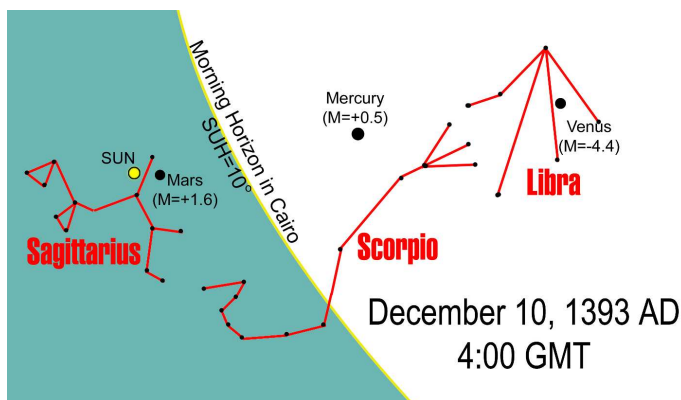 Morning Horizon in Cairo
SUH=10°
Mercury
(M=+0.5)
Venus
(M=-4.4)
SUN
Mars
(M=+1.6)
Libra
Sagittarius
Scorpio
December 10, 1393 AD
4:00 GMT